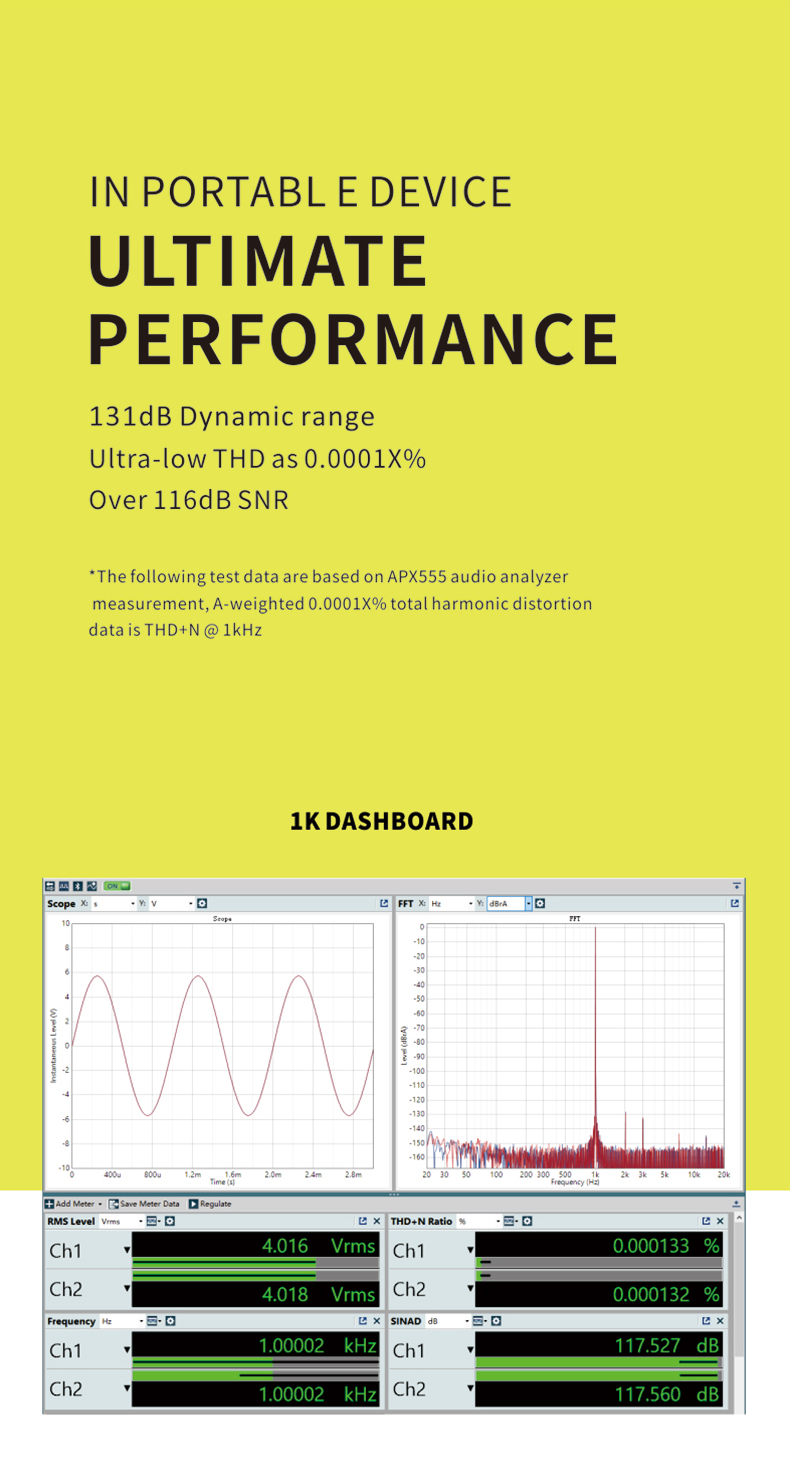 IN PORTABL E DEVICE
ULTIMATE
PERFORMANCE
131dB Dynamic range
Ultra-low THD as 0.0001X%
Over 116dB SNR
*The following test data are based on APX555 audio analyzer
measurement, A-weighted 0.0001X% total harmonic distortion
data is THD+N @ 1kHz
1K DASHBOARD
ON
Scope X: s Y: V
FFT X: Hz Y: dBrA
Scope
FFT
10
8
6
4
2
0
-2
-4
-6
-8
-10
Instantaneous Level (V)
0 400u 800u 1.2m 1.6m 2.0m 2.4m 2.8m
Time (s)
0
-10
-20
-30
-40
-50
-60
-70
-80
-90
-100
-110
-120
-130
-140
-150
-160
Level (dBrA)
20 30 50 100 200 300 500 1k 2k 3k 5k 10k 20k
Frequency (Hz)
Add Meter Save Meter Data Regulate
RMS Level Vrms
Ch1 4.016 Vrms
Ch2 4.018 Vrms
THD+N Ratio %
Ch1 0.000133 %
Ch2 0.000132 %
Frequency Hz
Ch1 1.00002 kHz
Ch2 1.00002 kHz
SINAD dB
Ch1 117.527 dB
Ch2 117.560 dB